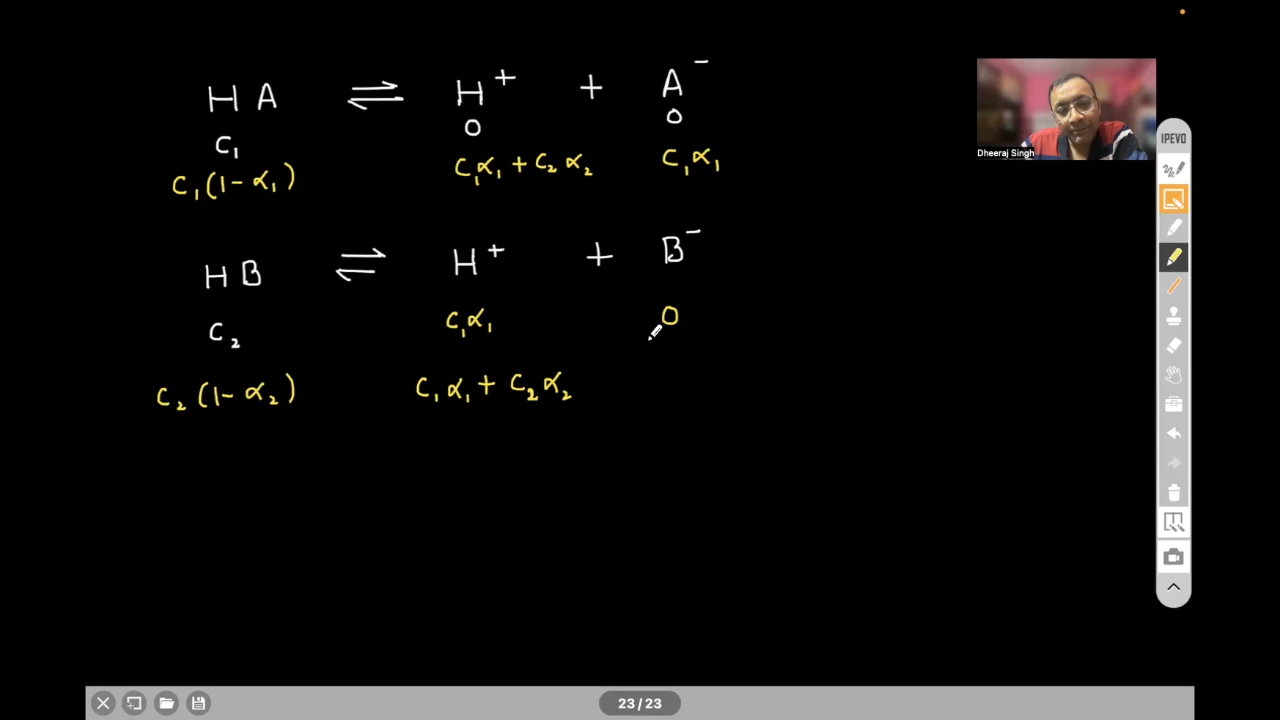 HA ⇌ H⁺ + A⁻
C₁ 0 0
C₁(1-α₁) C₁α₁ + C₂α₂ C₁α₁
HB ⇌ H⁺ + B⁻
C₂ C₁α₁ 0
C₂(1-α₂) C₁α₁ + C₂α₂
Dheeraj Singh
IPEVO
23/23